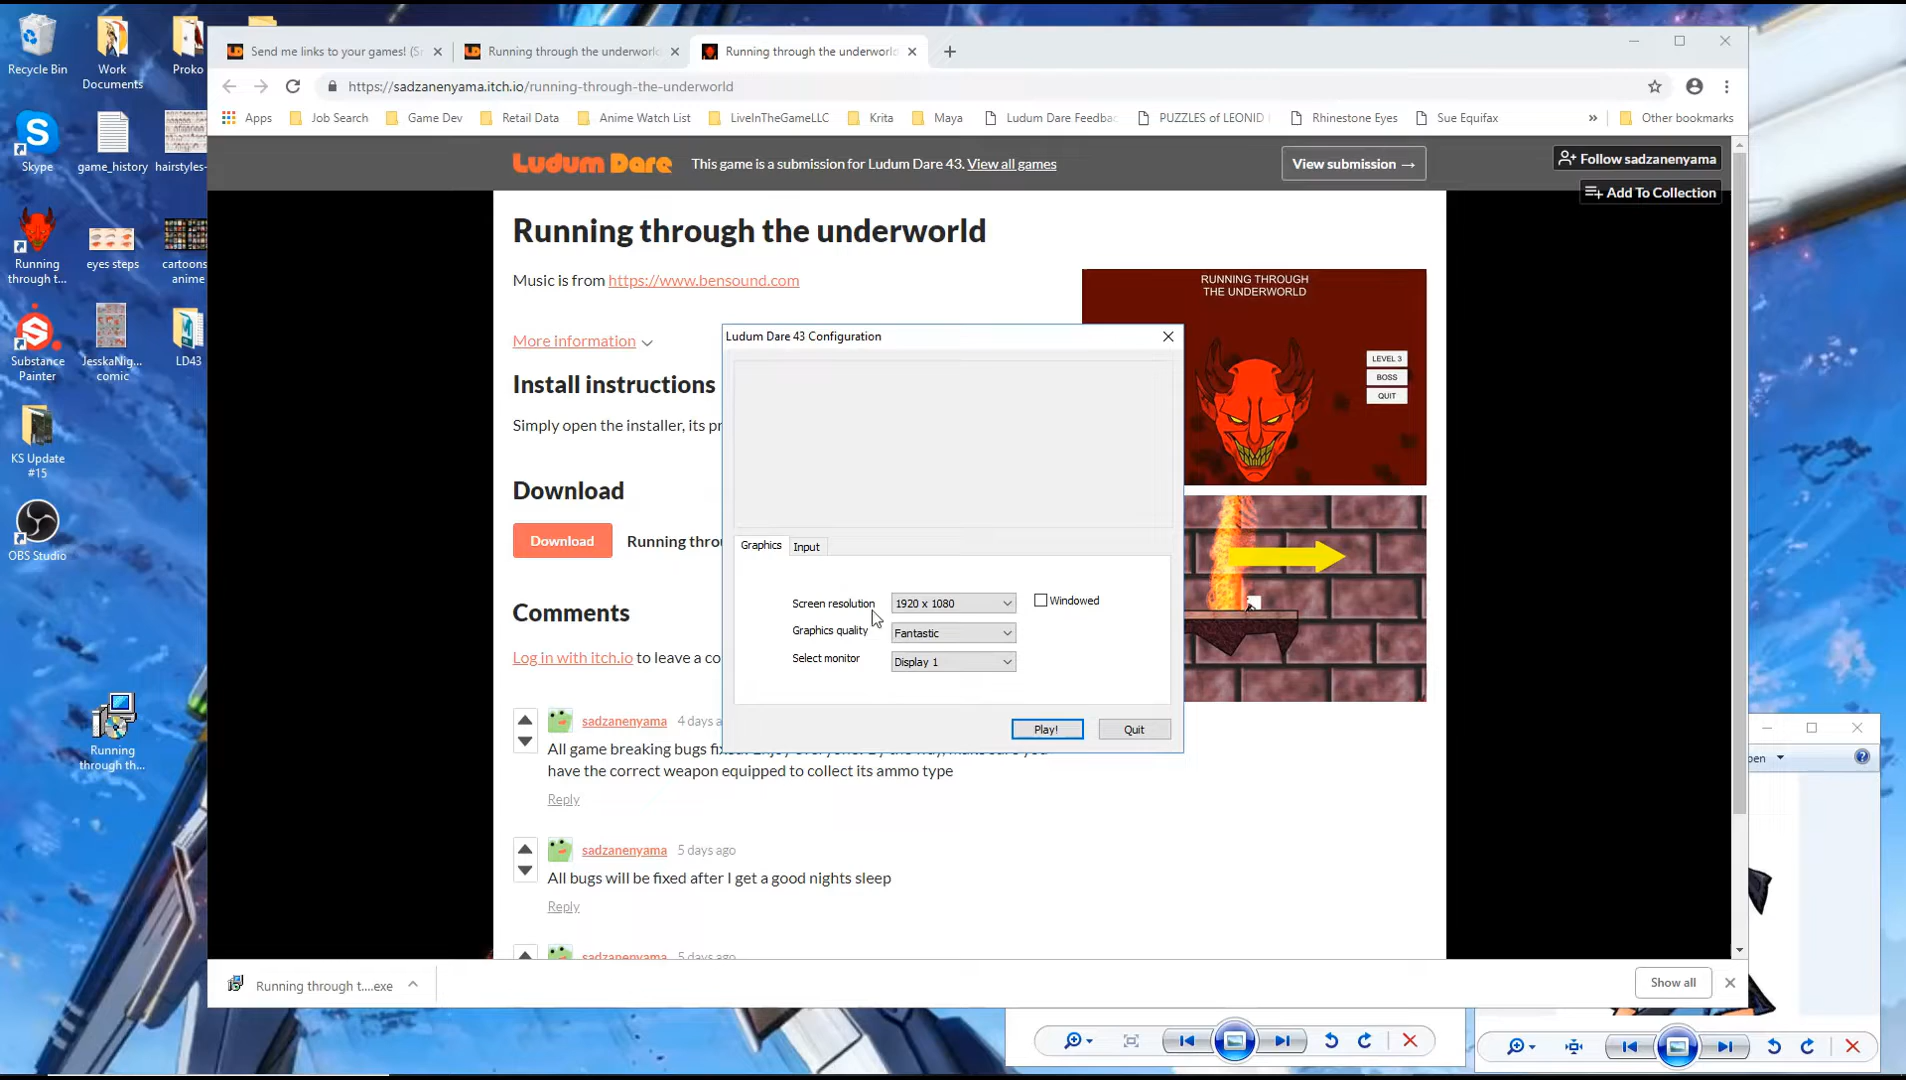 Recycle Bin
Work Documents
Proko
Skype
game_history
hairstyles-
Running through t...
eyes steps
cartoons anime
Substance Painter
JesskaNig... comic
LD43
KS Update #15
OBS Studio
Running through th...
Send me links to your games! (S
Running through the underworld
Running through the underworld
https://sadzanenyama.itch.io/running-through-the-underworld
Apps
Job Search
Game Dev
Retail Data
Anime Watch List
LiveInTheGameLLC
Krita
Maya
Ludum Dare Feedbac
PUZZLES of LEONID
Rhinestone Eyes
Sue Equifax
»
Other bookmarks
Ludum Dare
This game is a submission for Ludum Dare 43. View all games
View submission →
Follow sadzanenyama
Add To Collection
Running through the underworld
Music is from https://www.bensound.com
More information
Install instructions
Simply open the installer, its pr
Download
Download
Running throu
Comments
Log in with itch.io to leave a co
sadzanenyama 4 days a
All game breaking bugs fixed.
have the correct weapon equipped to collect its ammo type
Reply
sadzanenyama 5 days ago
All bugs will be fixed after I get a good nights sleep
Reply
sadzanenyama 5 days ago
RUNNING THROUGH
THE UNDERWORLD
LEVEL 3
BOSS
QUIT
Ludum Dare 43 Configuration
Graphics
Input
Screen resolution
1920 x 1080
Windowed
Graphics quality
Fantastic
Select monitor
Display 1
Play!
Quit
Running through t....exe
Show all
pen